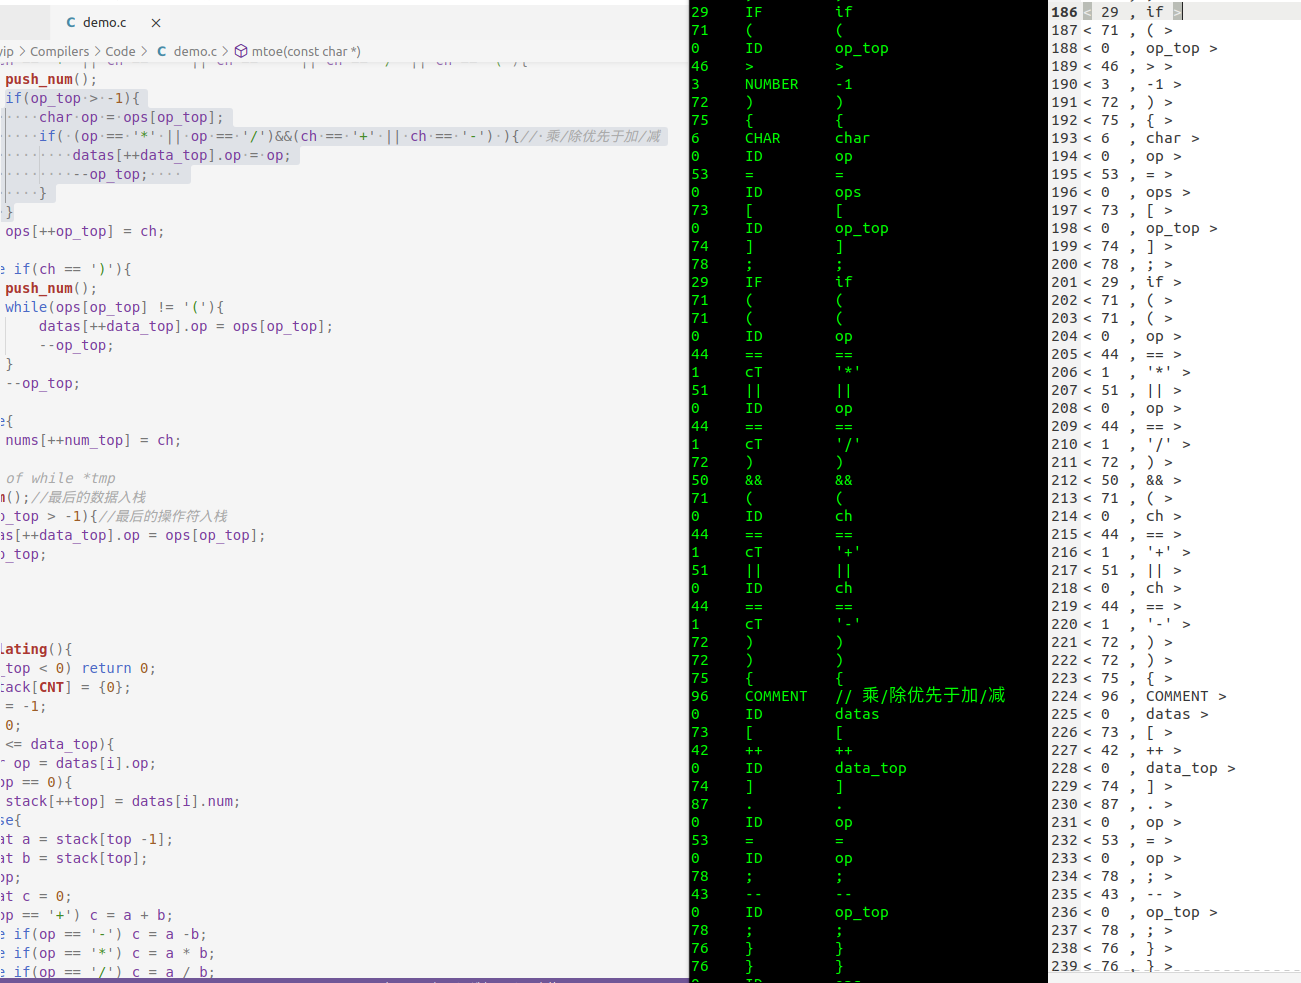 demo.c ×
vip > Compilers > Code > C demo.c > mtoe(const char *)
push_num();
if(op_top > -1){
char op = ops[op_top];
if( (op == '*' || op == '/')&&(ch == '+' || ch == '-') ){//乘/除优先于加/减
datas[++data_top].op = op;
--op_top;
}
}
ops[++op_top] = ch;
e if(ch == ')'){
push_num();
while(ops[op_top] != '('){
datas[++data_top].op = ops[op_top];
--op_top;
}
--op_top;
e{
nums[++num_top] = ch;
of while *tmp
m();//最后的数据入栈
p_top > -1){//最后的操作符入栈
as[++data_top].op = ops[op_top];
p_top;
lating(){
_top < 0) return 0;
tack[CNT] = {0};
= -1;
0;
<= data_top){
r op = datas[i].op;
op == 0){
stack[++top] = datas[i].num;
se{
at a = stack[top -1];
at b = stack[top];
op;
at c = 0;
op == '+') c = a + b;
e if(op == '-') c = a -b;
e if(op == '*') c = a * b;
e if(op == '/') c = a / b;
29 IF if
71 ( (
0 ID op_top
46 > >
3 NUMBER -1
72 ) )
75 { {
6 CHAR char
0 ID op
53 = =
0 ID ops
73 [ [
0 ID op_top
74 ] ]
78 ; ;
29 IF if
71 ( (
71 ( (
0 ID op
44 == ==
1 cT '*'
51 || ||
0 ID op
44 == ==
1 cT '/'
72 ) )
50 && &&
71 ( (
0 ID ch
44 == ==
1 cT '+'
51 || ||
0 ID ch
44 == ==
1 cT '-'
72 ) )
72 ) )
75 { {
96 COMMENT // 乘/除优先于加/减
0 ID datas
73 [ [
42 ++ ++
0 ID data_top
74 ] ]
87 . .
0 ID op
53 = =
0 ID op
78 ; ;
43 -- --
0 ID op_top
78 ; ;
76 } }
76 } }
186 < 29 , if >
187 < 71 , ( >
188 < 0 , op_top >
189 < 46 , > >
190 < 3 , -1 >
191 < 72 , ) >
192 < 75 , { >
193 < 6 , char >
194 < 0 , op >
195 < 53 , = >
196 < 0 , ops >
197 < 73 , [ >
198 < 0 , op_top >
199 < 74 , ] >
200 < 78 , ; >
201 < 29 , if >
202 < 71 , ( >
203 < 71 , ( >
204 < 0 , op >
205 < 44 , == >
206 < 1 , '*' >
207 < 51 , || >
208 < 0 , op >
209 < 44 , == >
210 < 1 , '/' >
211 < 72 , ) >
212 < 50 , && >
213 < 71 , ( >
214 < 0 , ch >
215 < 44 , == >
216 < 1 , '+' >
217 < 51 , || >
218 < 0 , ch >
219 < 44 , == >
220 < 1 , '-' >
221 < 72 , ) >
222 < 72 , ) >
223 < 75 , { >
224 < 96 , COMMENT >
225 < 0 , datas >
226 < 73 , [ >
227 < 42 , ++ >
228 < 0 , data_top >
229 < 74 , ] >
230 < 87 , . >
231 < 0 , op >
232 < 53 , = >
233 < 0 , op >
234 < 78 , ; >
235 < 43 , -- >
236 < 0 , op_top >
237 < 78 , ; >
238 < 76 , } >
239 < 76 , } >